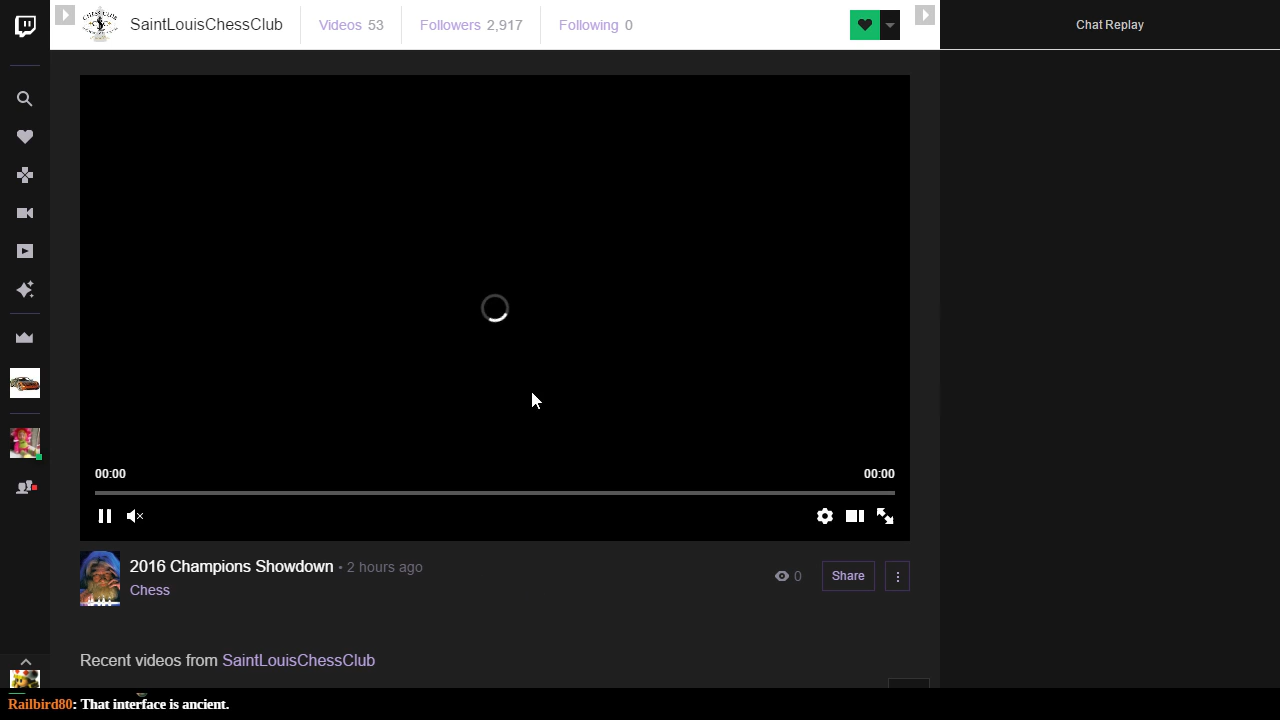 SaintLouisChessClub
Videos 53
Followers 2,917
Following 0
Chat Replay
00:00
00:00
2016 Champions Showdown • 2 hours ago
Chess
0
Share
Recent videos from SaintLouisChessClub
Railbird80: That interface is ancient.